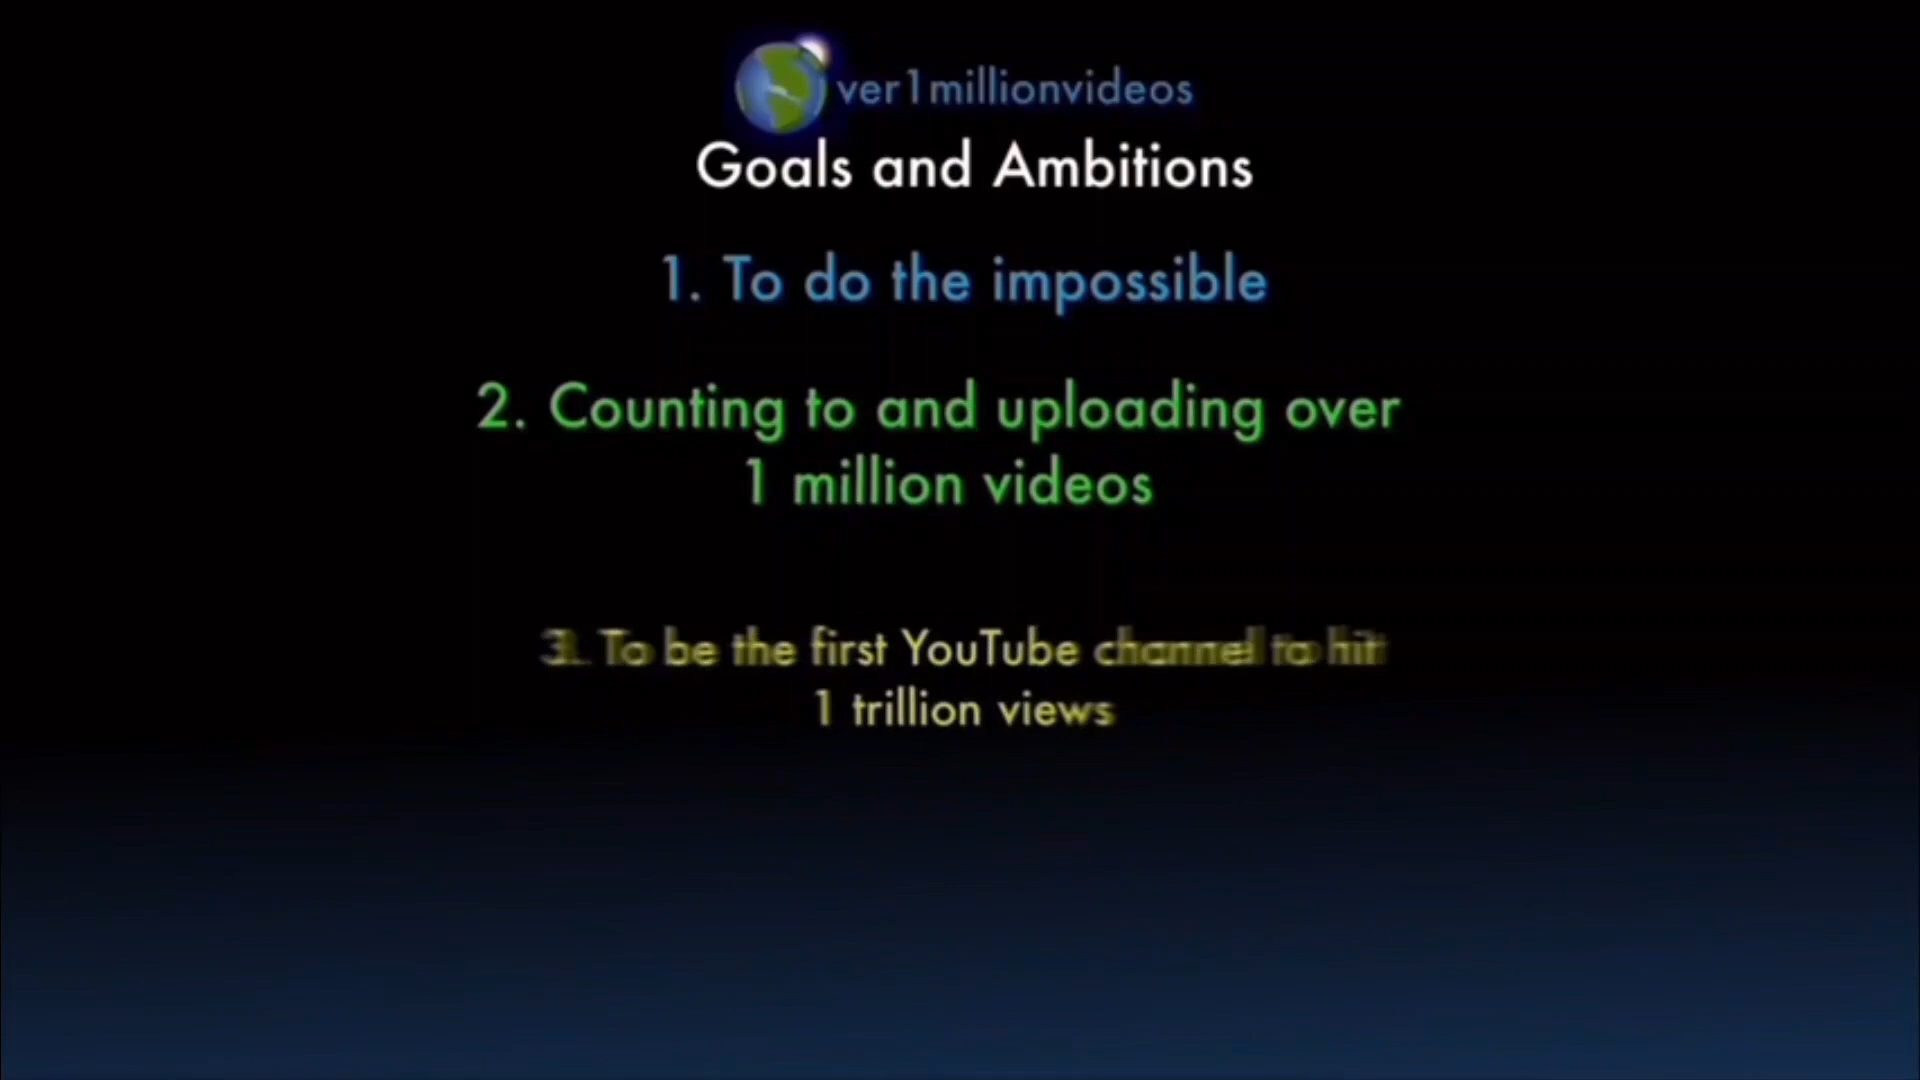 ver1millionvideos
Goals and Ambitions
1. To do the impossible
2. Counting to and uploading over
1 million videos
3. To be the first YouTube channel to hit
1 trillion views